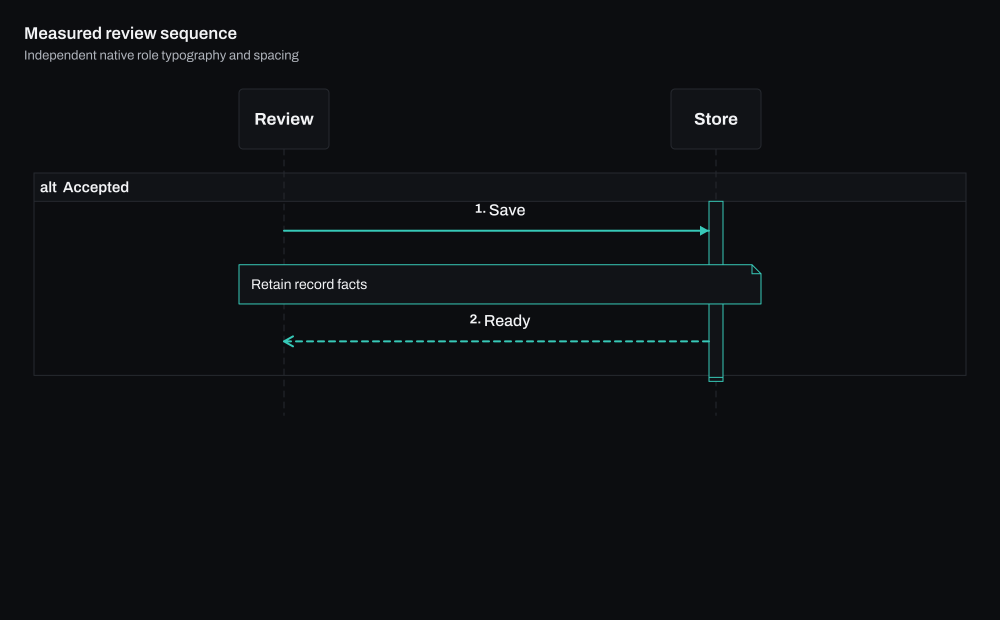 Measured review sequence
Independent native role typography and spacing
Review
Store
alt Accepted
1. Save
Retain record facts
2. Ready